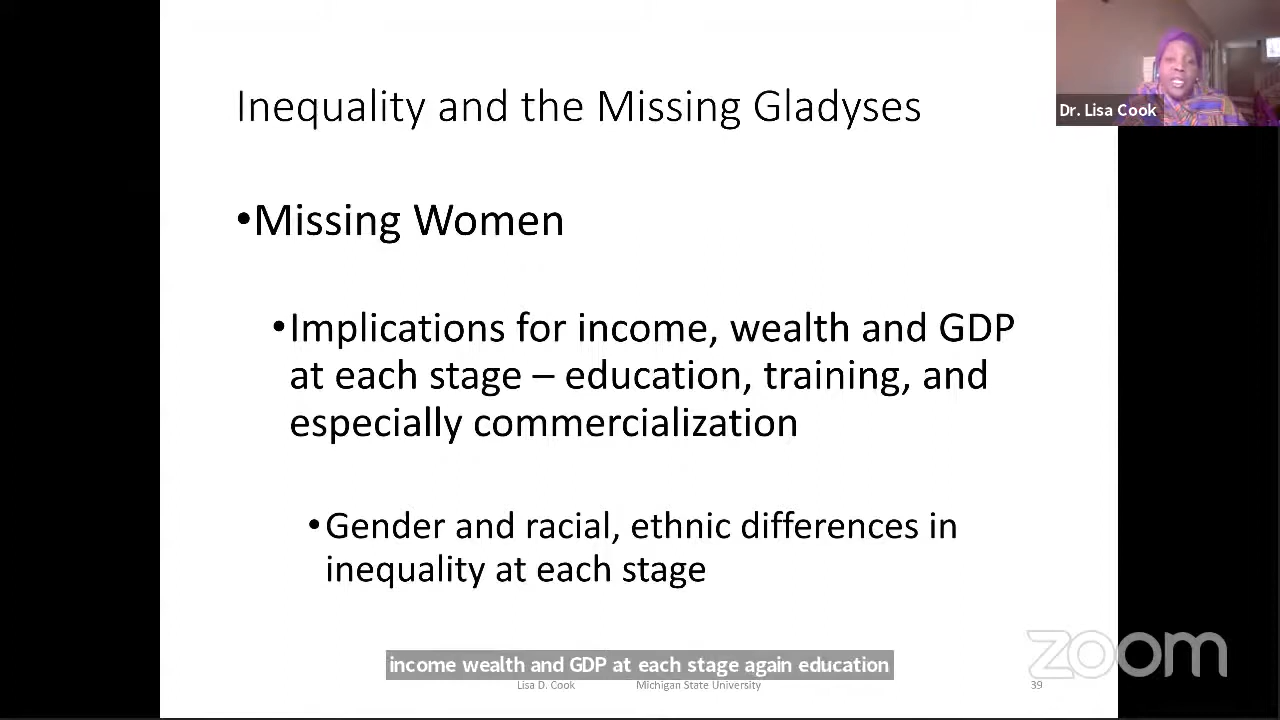 Inequality and the Missing Gladyses
Dr. Lisa Cook
•Missing Women
•Implications for income, wealth and GDP
at each stage – education, training, and
especially commercialization
•Gender and racial, ethnic differences in
inequality at each stage
income wealth and GDP at each stage again education
Lisa D. Cook Michigan State University 39
zoom